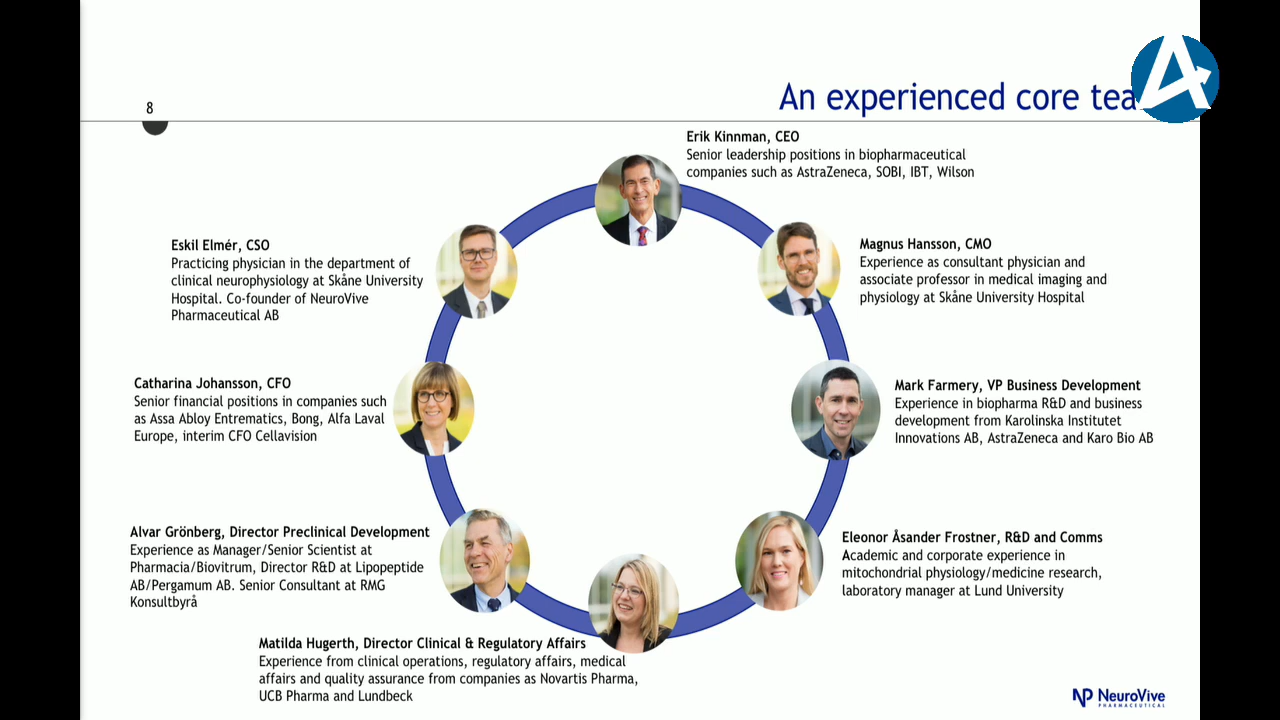 8
An experienced core tea
Erik Kinnman, CEO
Senior leadership positions in biopharmaceutical
companies such as AstraZeneca, SOBI, IBT, Wilson
Eskil Elmér, CSO
Practicing physician in the department of
clinical neurophysiology at Skåne University
Hospital. Co-founder of NeuroVive
Pharmaceutical AB
Magnus Hansson, CMO
Experience as consultant physician and
associate professor in medical imaging and
physiology at Skåne University Hospital
Catharina Johansson, CFO
Senior financial positions in companies such
as Assa Abloy Entrematics, Bong, Alfa Laval
Europe, interim CFO Cellavision
Mark Farmery, VP Business Development
Experience in biopharma R&D and business
development from Karolinska Institutet
Innovations AB, AstraZeneca and Karo Bio AB
Alvar Grönberg, Director Preclinical Development
Experience as Manager/Senior Scientist at
Pharmacia/Biovitrum, Director R&D at Lipopeptide
AB/Pergamum AB. Senior Consultant at RMG
Konsultbyrå
Eleonor Åsander Frostner, R&D and Comms
Academic and corporate experience in
mitochondrial physiology/medicine research,
laboratory manager at Lund University
Matilda Hugerth, Director Clinical & Regulatory Affairs
Experience from clinical operations, regulatory affairs, medical
affairs and quality assurance from companies as Novartis Pharma,
UCB Pharma and Lundbeck
NP NeuroVive
PHARMACEUTICAL